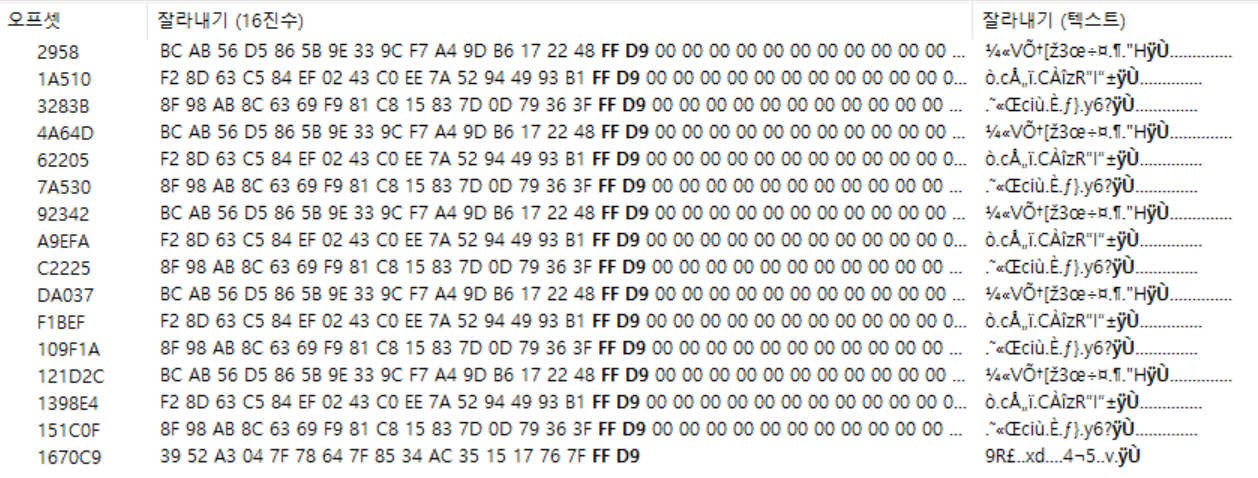 오프셋 잘라내기 (16진수) 잘라내기 (텍스트)
2958 BC AB 56 D5 86 5B 9E 33 9C F7 A4 9D B6 17 22 48 FF D9 00 00 00 00 00 00 00 00 00 00 00 ... ¼«VÕ†[ž3œ÷¤.¶."HÿÙ..............
1A510 F2 8D 63 C5 84 EF 02 43 C0 EE 7A 52 94 49 93 B1 FF D9 00 00 00 00 00 00 00 00 00 00 00 0... ò.cÅ„ï.CÀîzR"I"±ÿÙ..............
3283B 8F 98 AB 8C 63 69 F9 81 C8 15 83 7D 0D 79 36 3F FF D9 00 00 00 00 00 00 00 00 00 00 00 ... .˜«Œciù.È.ƒ}.y6?ÿÙ..............
4A64D BC AB 56 D5 86 5B 9E 33 9C F7 A4 9D B6 17 22 48 FF D9 00 00 00 00 00 00 00 00 00 00 00 ... ¼«VÕ†[ž3œ÷¤.¶."HÿÙ..............
62205 F2 8D 63 C5 84 EF 02 43 C0 EE 7A 52 94 49 93 B1 FF D9 00 00 00 00 00 00 00 00 00 00 00 0... ò.cÅ„ï.CÀîzR"I"±ÿÙ..............
7A530 8F 98 AB 8C 63 69 F9 81 C8 15 83 7D 0D 79 36 3F FF D9 00 00 00 00 00 00 00 00 00 00 00 ... .˜«Œciù.È.ƒ}.y6?ÿÙ..............
92342 BC AB 56 D5 86 5B 9E 33 9C F7 A4 9D B6 17 22 48 FF D9 00 00 00 00 00 00 00 00 00 00 00 ... ¼«VÕ†[ž3œ÷¤.¶."HÿÙ..............
A9EFA F2 8D 63 C5 84 EF 02 43 C0 EE 7A 52 94 49 93 B1 FF D9 00 00 00 00 00 00 00 00 00 00 00 0... ò.cÅ„ï.CÀîzR"I"±ÿÙ..............
C2225 8F 98 AB 8C 63 69 F9 81 C8 15 83 7D 0D 79 36 3F FF D9 00 00 00 00 00 00 00 00 00 00 00 ... .˜«Œciù.È.ƒ}.y6?ÿÙ..............
DA037 BC AB 56 D5 86 5B 9E 33 9C F7 A4 9D B6 17 22 48 FF D9 00 00 00 00 00 00 00 00 00 00 00 ... ¼«VÕ†[ž3œ÷¤.¶."HÿÙ..............
F1BEF F2 8D 63 C5 84 EF 02 43 C0 EE 7A 52 94 49 93 B1 FF D9 00 00 00 00 00 00 00 00 00 00 00 0... ò.cÅ„ï.CÀîzR"I"±ÿÙ..............
109F1A 8F 98 AB 8C 63 69 F9 81 C8 15 83 7D 0D 79 36 3F FF D9 00 00 00 00 00 00 00 00 00 00 00 ... .˜«Œciù.È.ƒ}.y6?ÿÙ..............
121D2C BC AB 56 D5 86 5B 9E 33 9C F7 A4 9D B6 17 22 48 FF D9 00 00 00 00 00 00 00 00 00 00 00 ... ¼«VÕ†[ž3œ÷¤.¶."HÿÙ..............
1398E4 F2 8D 63 C5 84 EF 02 43 C0 EE 7A 52 94 49 93 B1 FF D9 00 00 00 00 00 00 00 00 00 00 00 0... ò.cÅ„ï.CÀîzR"I"±ÿÙ..............
151C0F 8F 98 AB 8C 63 69 F9 81 C8 15 83 7D 0D 79 36 3F FF D9 00 00 00 00 00 00 00 00 00 00 00 ... .˜«Œciù.È.ƒ}.y6?ÿÙ..............
1670C9 39 52 A3 04 7F 78 64 7F 85 34 AC 35 15 17 76 7F FF D9 9R£..xd....4¬5..v.ÿÙ